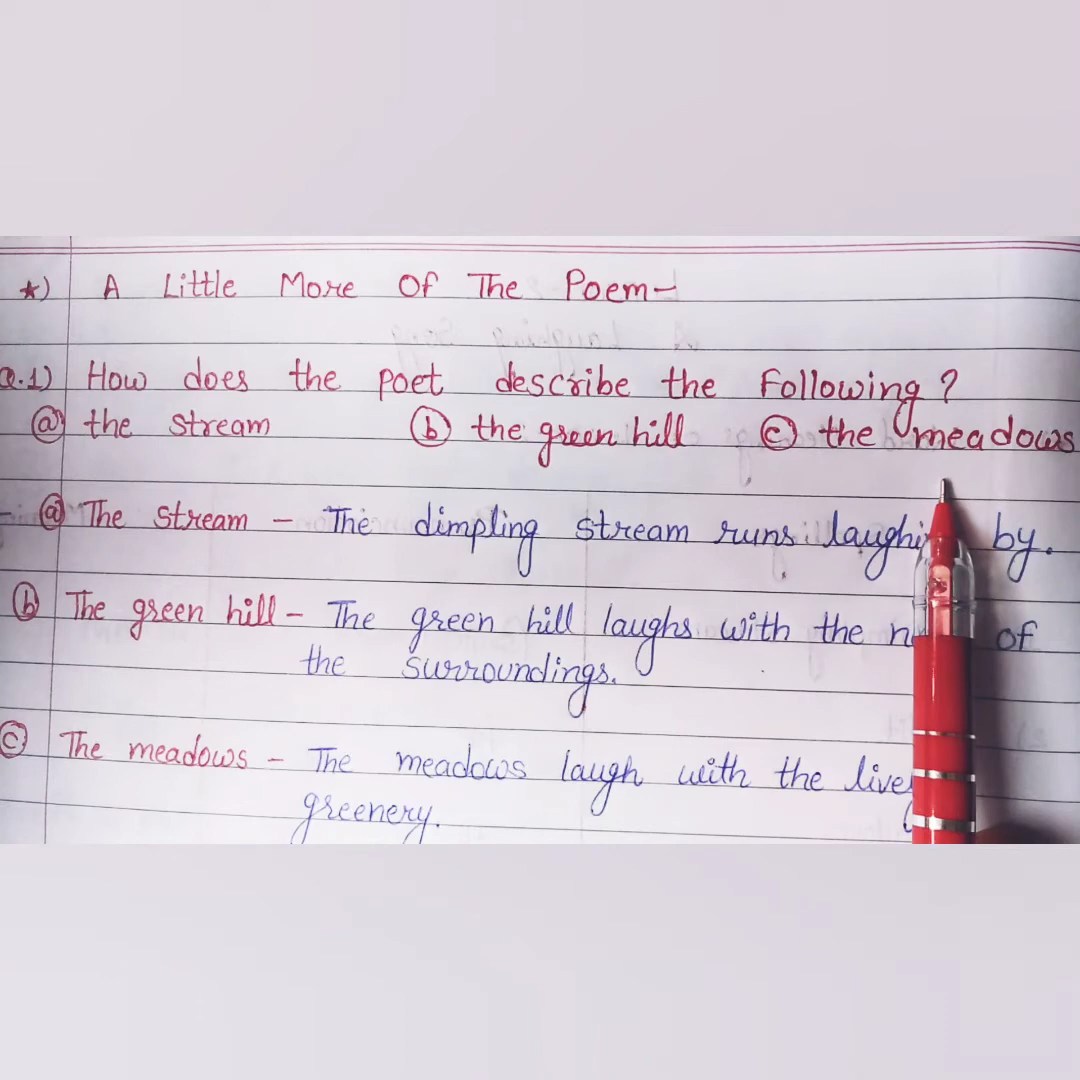 *) A Little More Of The Poem-
Q.1) How does the poet describe the following?
(a) the stream (b) the green hill (c) the meadows
(a) The stream - The dimpling stream runs by.
(b) The green hill - The green hill laughs with the of
the surroundings.
(c) The meadows - The meadows laugh with the
greenery.